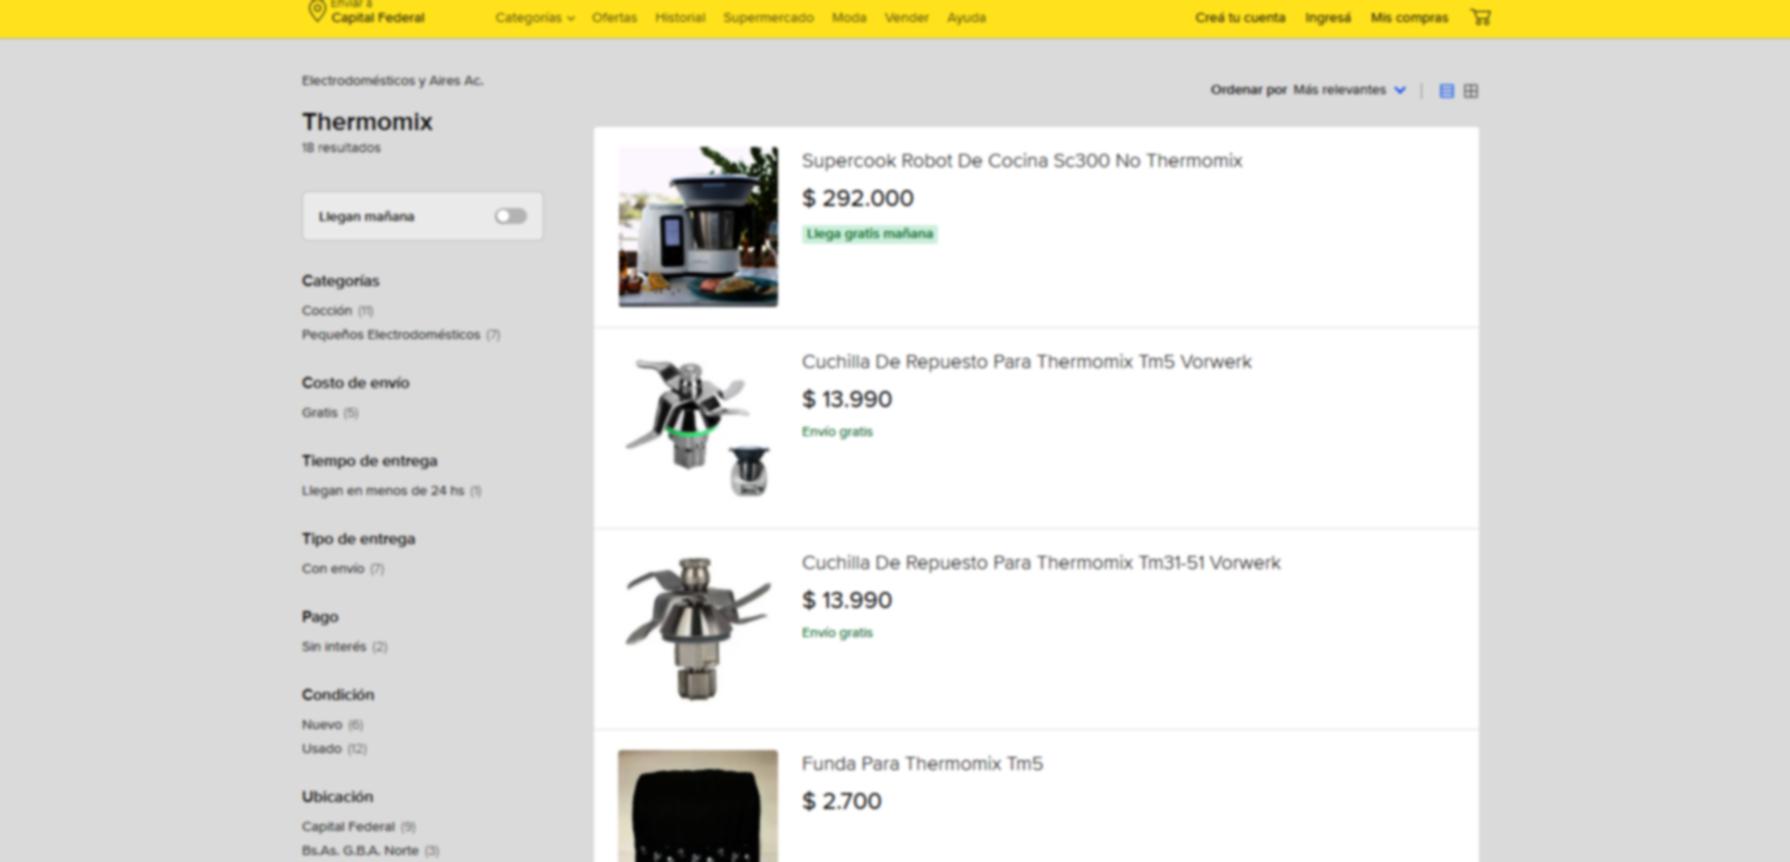 Enviar a
Capital Federal
Categorías
Ofertas
Historial
Supermercado
Moda
Vender
Ayuda
Creá tu cuenta
Ingresá
Mis compras
Electrodomésticos y Aires Ac.
Thermomix
18 resultados
Ordenar por Más relevantes
Llegan mañana
Categorías
Cocción (11)
Pequeños Electrodomésticos (7)
Costo de envío
Gratis (5)
Tiempo de entrega
Llegan en menos de 24 hs (1)
Tipo de entrega
Con envío (7)
Pago
Sin interés (2)
Condición
Nuevo (6)
Usado (12)
Ubicación
Capital Federal (9)
Bs.As. G.B.A. Norte (3)
Supercook Robot De Cocina Sc300 No Thermomix
$ 292.000
Llega gratis mañana
Cuchilla De Repuesto Para Thermomix Tm5 Vorwerk
$ 13.990
Envío gratis
Cuchilla De Repuesto Para Thermomix Tm31-51 Vorwerk
$ 13.990
Envío gratis
Funda Para Thermomix Tm5
$ 2.700